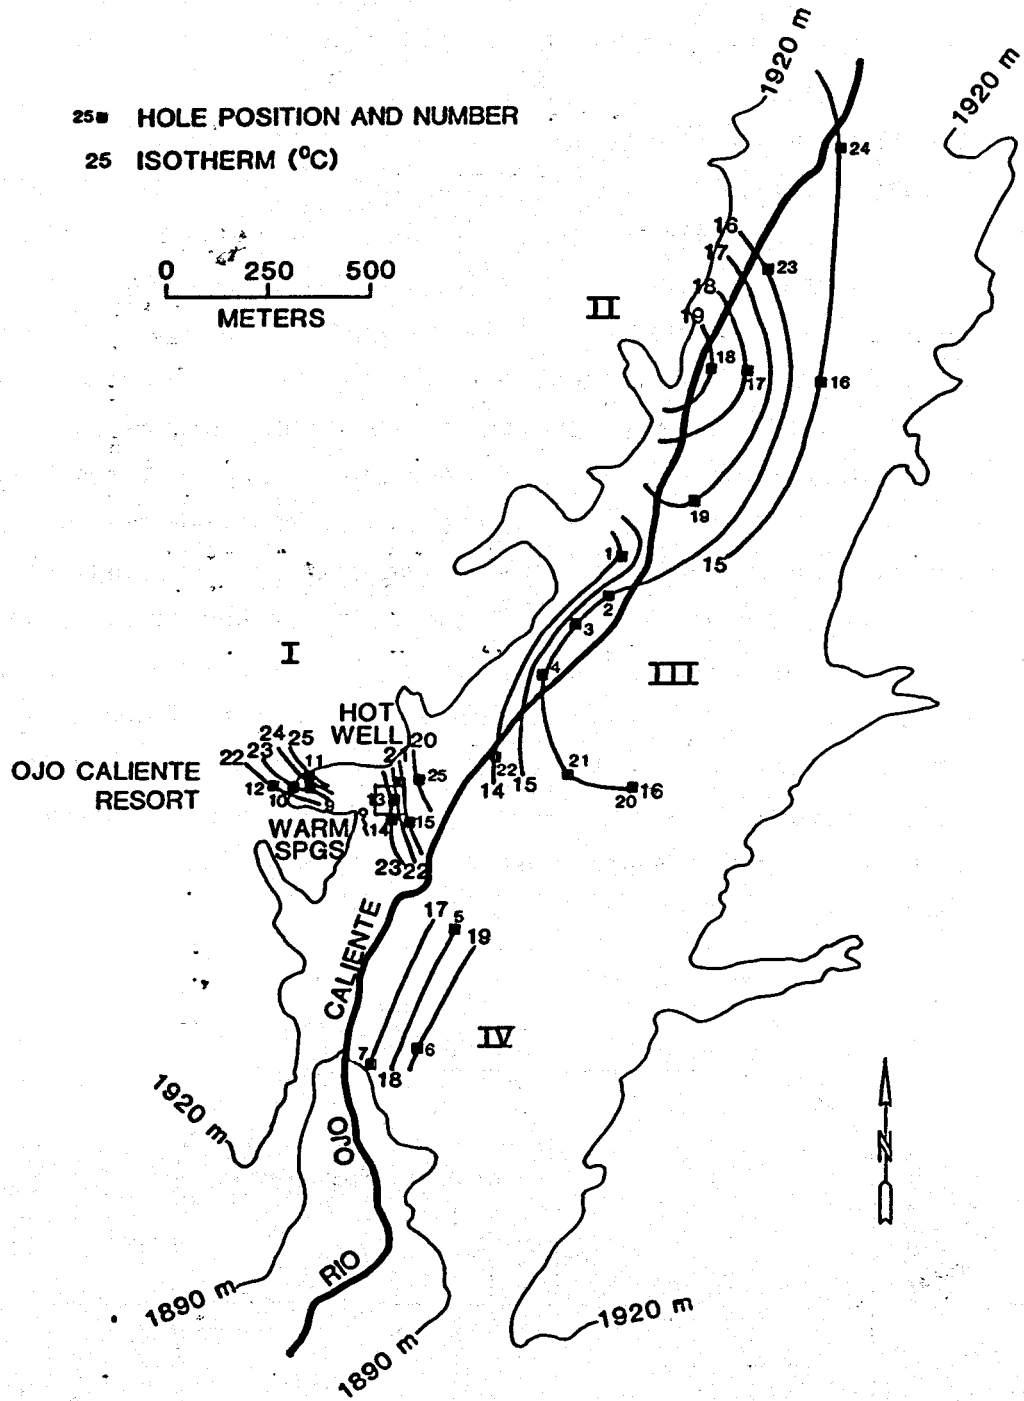 1920 m
1920 m
25 HOLE POSITION AND NUMBER
25 ISOTHERM (°C)
24
16
23
0 250 500
METERS
17
II
18
19
18
17
16
19
1
15
2
3
I
4
III
HOT
WELL
24 25
20
22 23
11
21
22
21
OJO CALIENTE
RESORT
12
10
9
13
25
14
15
20
16
WARM
SPGS
14
15
23 22
17
5
19
CALIENTE
IV
7
6
18
1920 m
OJO
N
RIO
1890 m
1920 m
1890 m